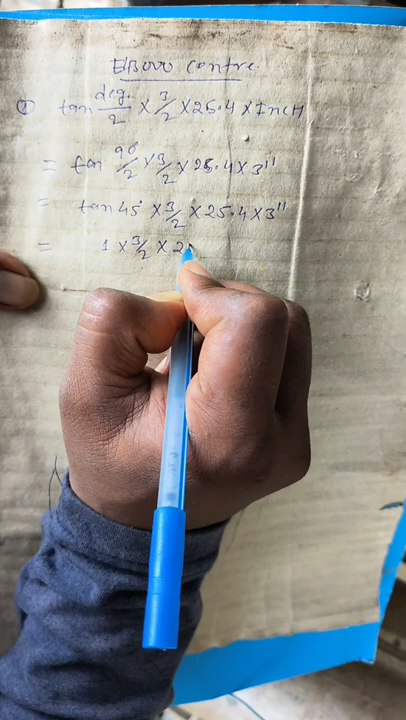 Elbow centre.
① tan deg./2 × 3/2 × 25.4 × IncH
= tan 90°/2 × 3/2 × 25.4 × 3"
= tan 45° × 3/2 × 25.4 × 3"
= 1 × 3/2 × 2